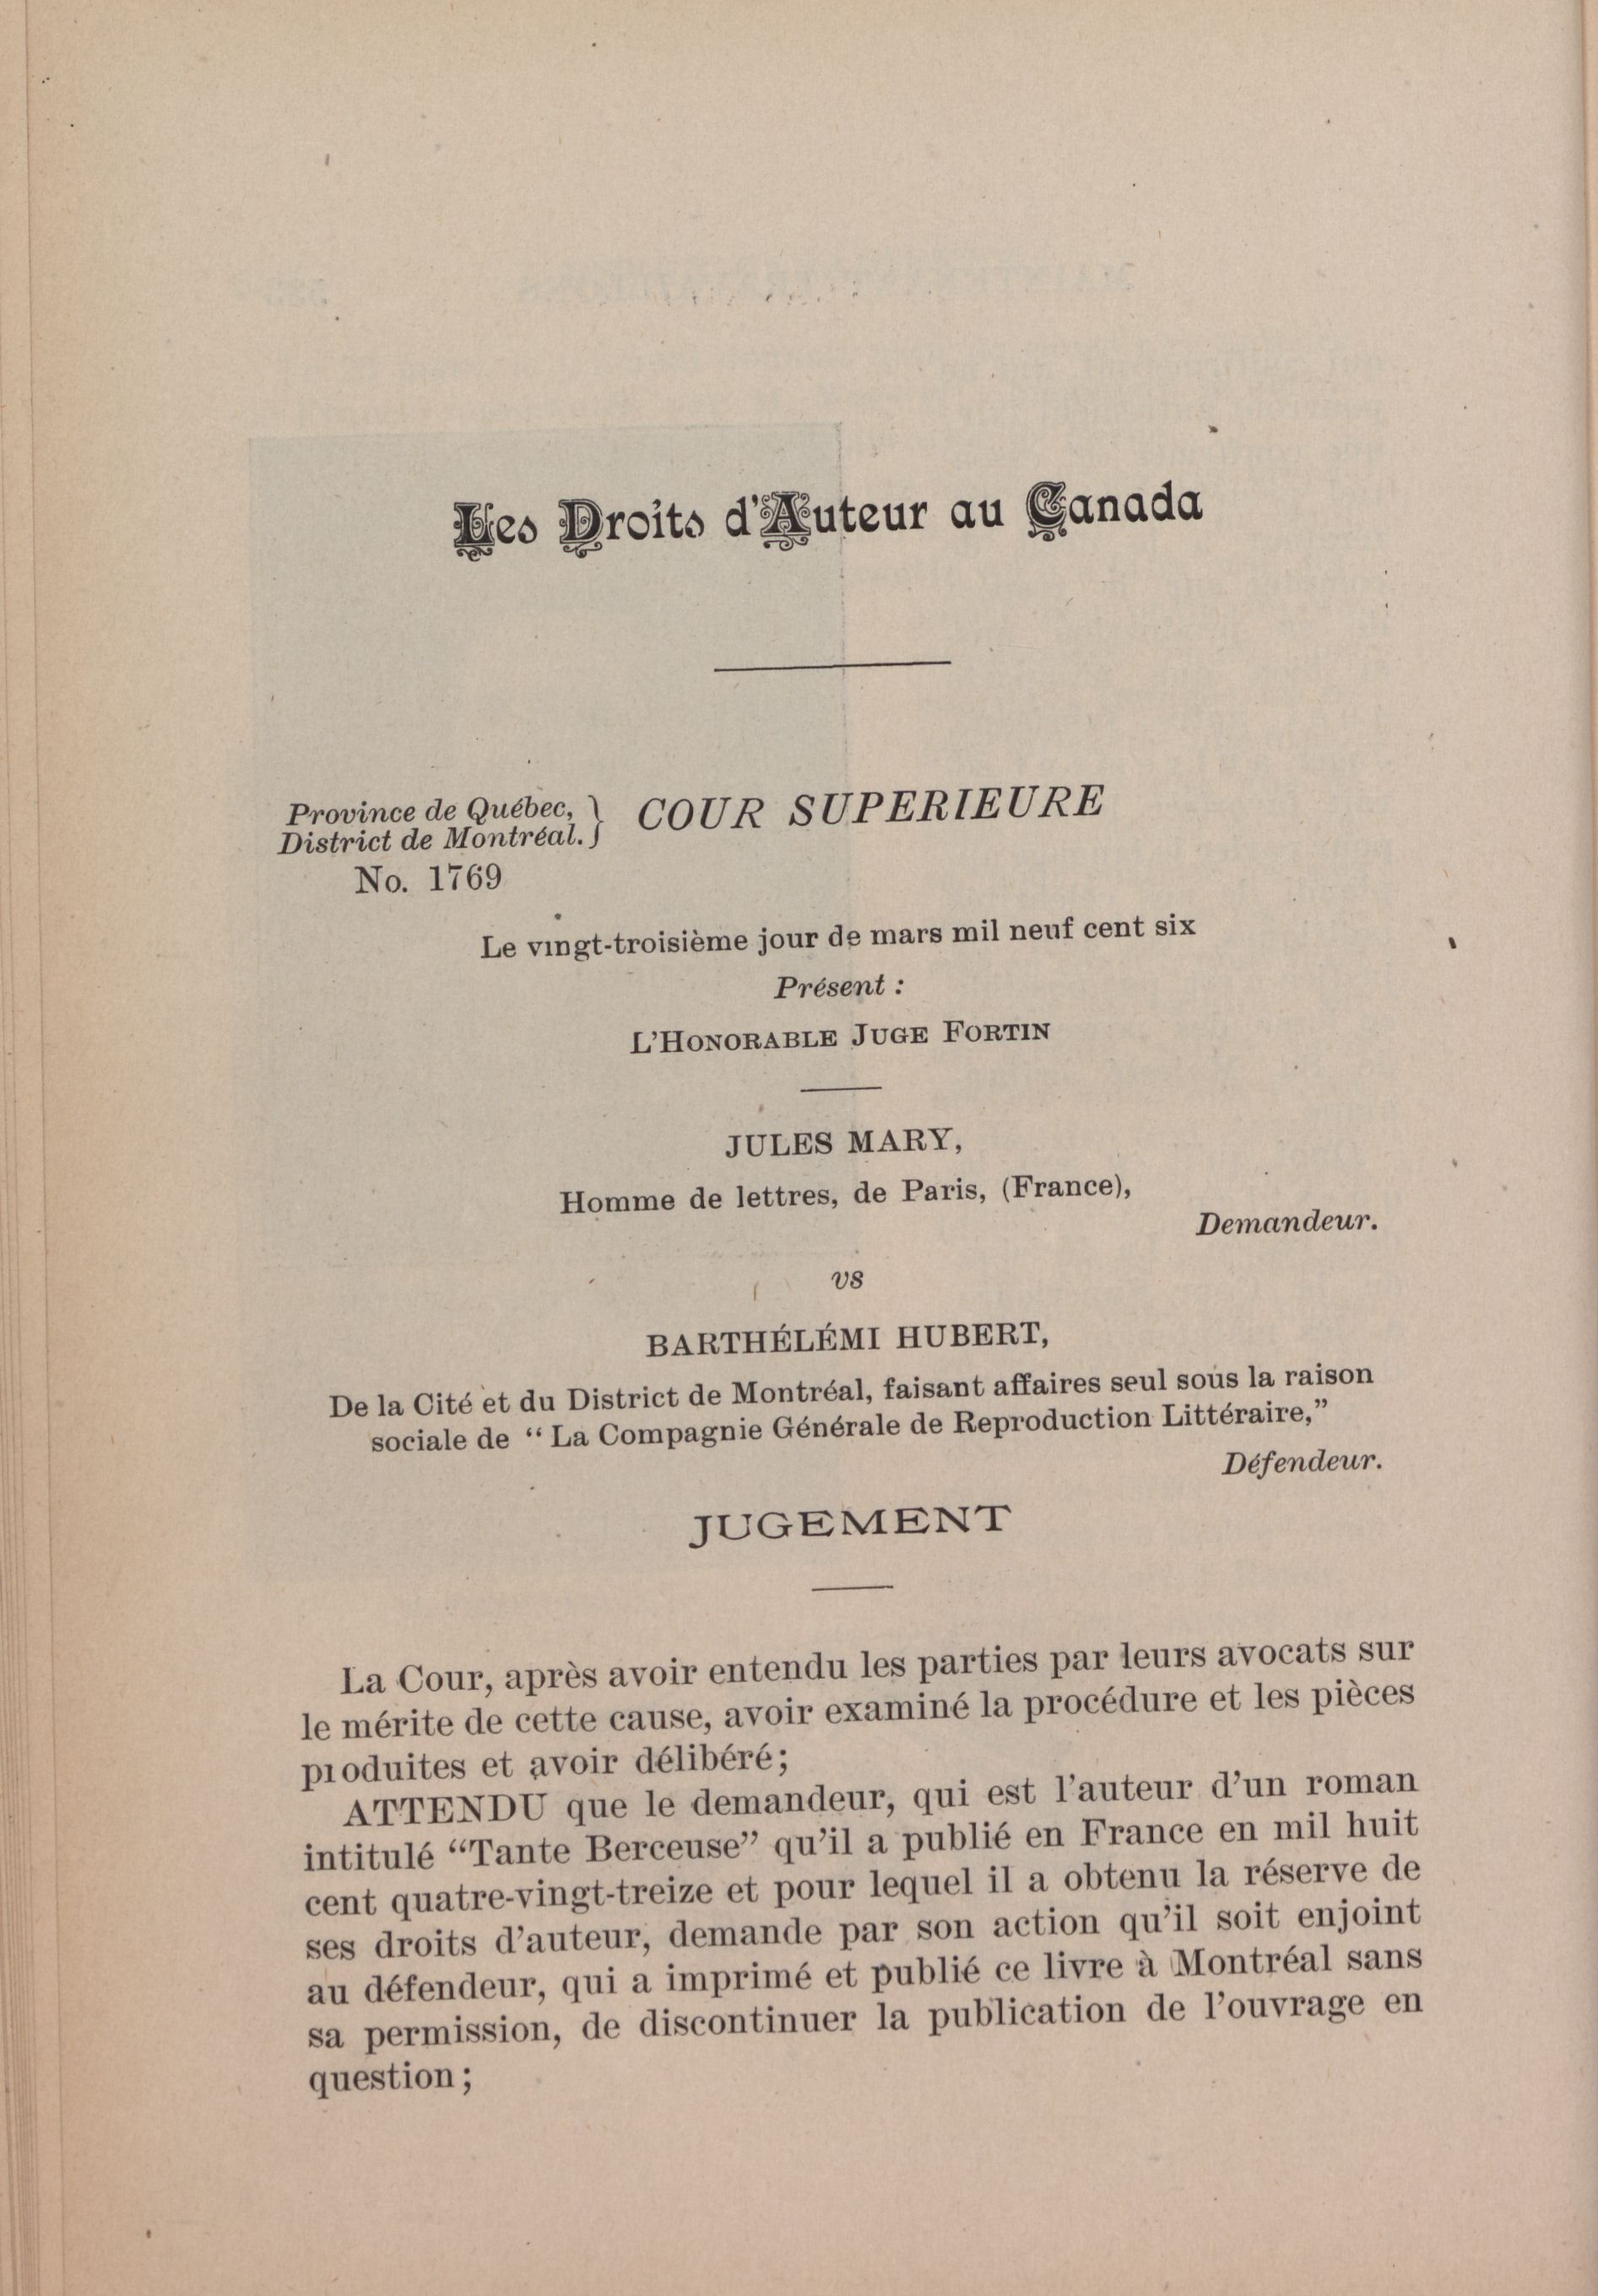 Les Droits d'Auteur au Canada
Province de Québec, } COUR SUPERIEURE
District de Montréal. }
No. 1769
Le vingt-troisième jour de mars mil neuf cent six
Présent :
L'HONORABLE JUGE FORTIN
JULES MARY,
Homme de lettres, de Paris, (France),
Demandeur.
vs
BARTHÉLÉMI HUBERT,
De la Cité et du District de Montréal, faisant affaires seul sous la raison
sociale de “ La Compagnie Générale de Reproduction Littéraire,”
Défendeur.
JUGEMENT
La Cour, après avoir entendu les parties par leurs avocats sur
le mérite de cette cause, avoir examiné la procédure et les pièces
produites et avoir délibéré;
ATTENDU que le demandeur, qui est l'auteur d'un roman
intitulé “Tante Berceuse” qu'il a publié en France en mil huit
cent quatre-vingt-treize et pour lequel il a obtenu la réserve de
ses droits d'auteur, demande par son action qu'il soit enjoint
au défendeur, qui a imprimé et publié ce livre à Montréal sans
sa permission, de discontinuer la publication de l'ouvrage en
question;